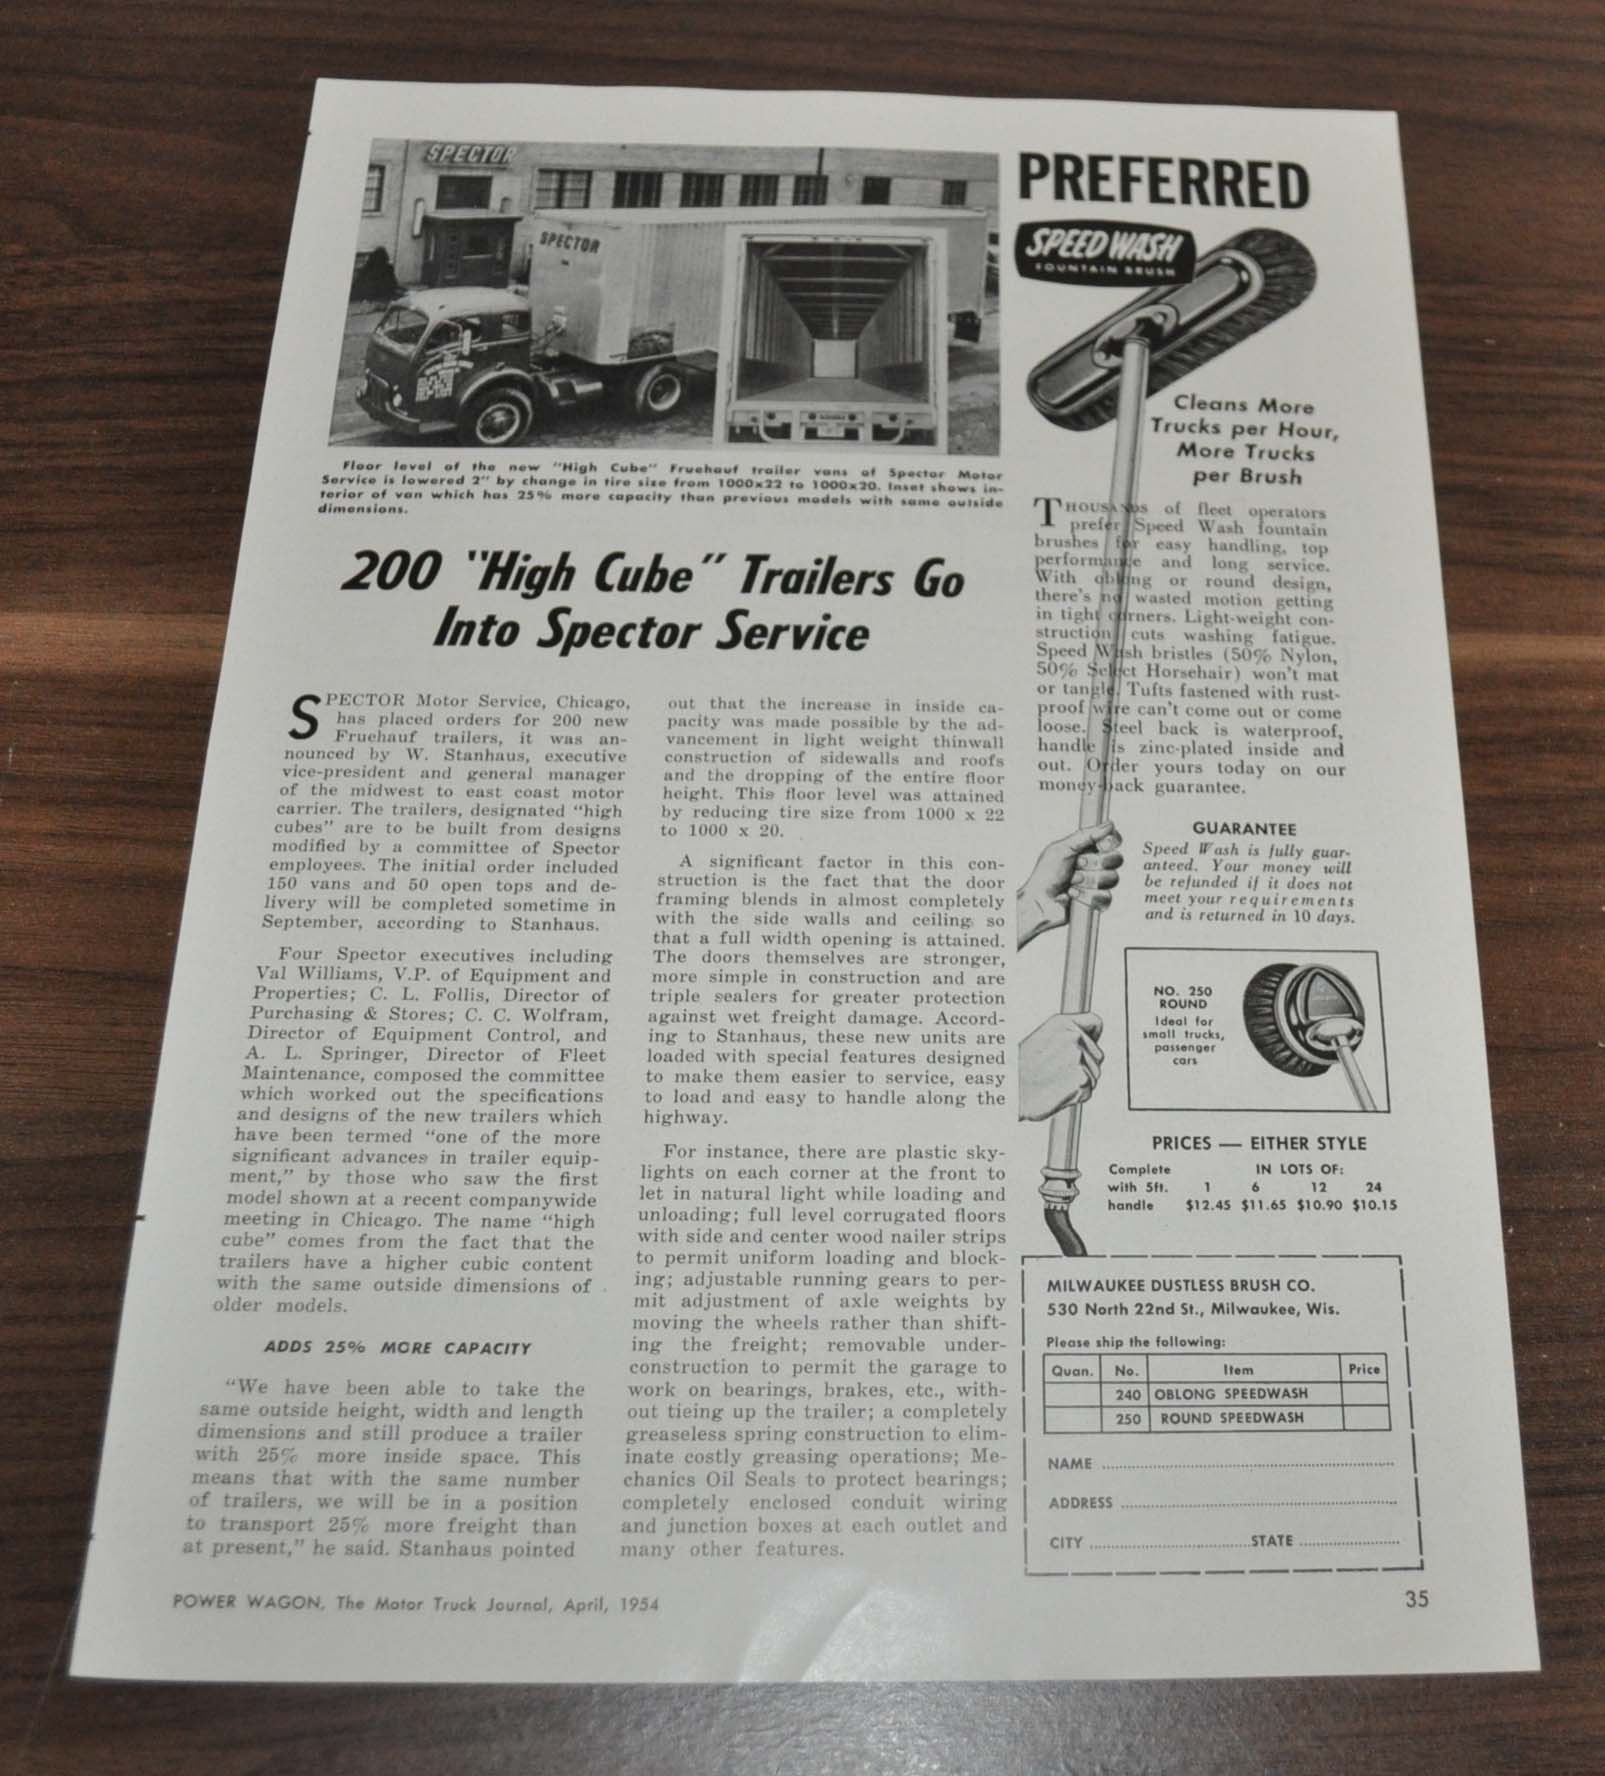 SPECTOR
SPECTOR
Floor level of the new "High Cube" Fruehauf trailer vans of Spector Motor
Service is lowered 2" by change in tire size from 1000x22 to 1000x20. Inset shows in-
terior of van which has 25% more capacity than previous models with same outside
dimensions.
200 "High Cube" Trailers Go
Into Spector Service
SPECTOR Motor Service, Chicago,
has placed orders for 200 new
Fruehauf trailers, it was an-
nounced by W. Stanhaus, executive
vice-president and general manager
of the midwest to east coast motor
carrier. The trailers, designated "high
cubes" are to be built from designs
modified by a committee of Spector
employees. The initial order included
150 vans and 50 open tops and de-
livery will be completed sometime in
September, according to Stanhaus.
Four Spector executives including
Val Williams, V.P. of Equipment and
Properties; C. L. Follis, Director of
Purchasing & Stores; C. C. Wolfram,
Director of Equipment Control, and
A. L. Springer, Director of Fleet
Maintenance, composed the committee
which worked out the specifications
and designs of the new trailers which
have been termed "one of the more
significant advances in trailer equip-
ment," by those who saw the first
model shown at a recent companywide
meeting in Chicago. The name "high
cube" comes from the fact that the
trailers have a higher cubic content
with the same outside dimensions of
older models.
ADDS 25% MORE CAPACITY
"We have been able to take the
same outside height, width and length
dimensions and still produce a trailer
with 25% more inside space. This
means that with the same number
of trailers, we will be in a position
to transport 25% more freight than
at present," he said. Stanhaus pointed
out that the increase in inside ca-
pacity was made possible by the ad-
vancement in light weight thinwall
construction of sidewalls and roofs
and the dropping of the entire floor
height. This floor level was attained
by reducing tire size from 1000 x 22
to 1000 x 20.
A significant factor in this con-
struction is the fact that the door
framing blends in almost completely
with the side walls and ceiling so
that a full width opening is attained.
The doors themselves are stronger,
more simple in construction and are
triple sealers for greater protection
against wet freight damage. Accord-
ing to Stanhaus, these new units are
loaded with special features designed
to make them easier to service, easy
to load and easy to handle along the
highway.
For instance, there are plastic sky-
lights on each corner at the front to
let in natural light while loading and
unloading; full level corrugated floors
with side and center wood nailer strips
to permit uniform loading and block-
ing; adjustable running gears to per-
mit adjustment of axle weights by
moving the wheels rather than shift-
ing the freight; removable under-
construction to permit the garage to
work on bearings, brakes, etc., with-
out tieing up the trailer; a completely
greaseless spring construction to elim-
inate costly greasing operations; Me-
chanics Oil Seals to protect bearings;
completely enclosed conduit wiring
and junction boxes at each outlet and
many other features.
PREFERRED
SPEED WASH
FOUNTAIN BRUSH
Cleans More
Trucks per Hour,
More Trucks
per Brush
THOUSANDS of fleet operators
prefer Speed Wash fountain
brushes for easy handling, top
performance and long service.
With oblong or round design,
there's no wasted motion getting
in tight corners. Light-weight con-
struction cuts washing fatigue.
Speed Wash bristles (50% Nylon,
50% Select Horsehair) won't mat
or tangle. Tufts fastened with rust-
proof wire can't come out or come
loose. Steel back is waterproof,
handle is zinc-plated inside and
out. Order yours today on our
money-back guarantee.
GUARANTEE
Speed Wash is fully guar-
anteed. Your money will
be refunded if it does not
meet your requirements
and is returned in 10 days.
NO. 250
ROUND
Ideal for
small trucks,
passenger
cars
PRICES — EITHER STYLE
Complete IN LOTS OF:
with 5ft. 1 6 12 24
handle $12.45 $11.65 $10.90 $10.15
MILWAUKEE DUSTLESS BRUSH CO.
530 North 22nd St., Milwaukee, Wis.
Please ship the following:
Quan. No. Item Price
240 OBLONG SPEEDWASH
250 ROUND SPEEDWASH
NAME
ADDRESS
CITY STATE
POWER WAGON, The Motor Truck Journal, April, 1954
35